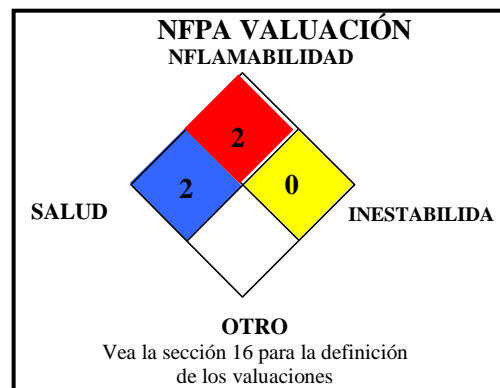 NFPA VALUACIÓN
NFLAMABILIDAD
2
2
0
SALUD
INESTABILIDA
OTRO
Vea la sección 16 para la definición
de los valuaciones